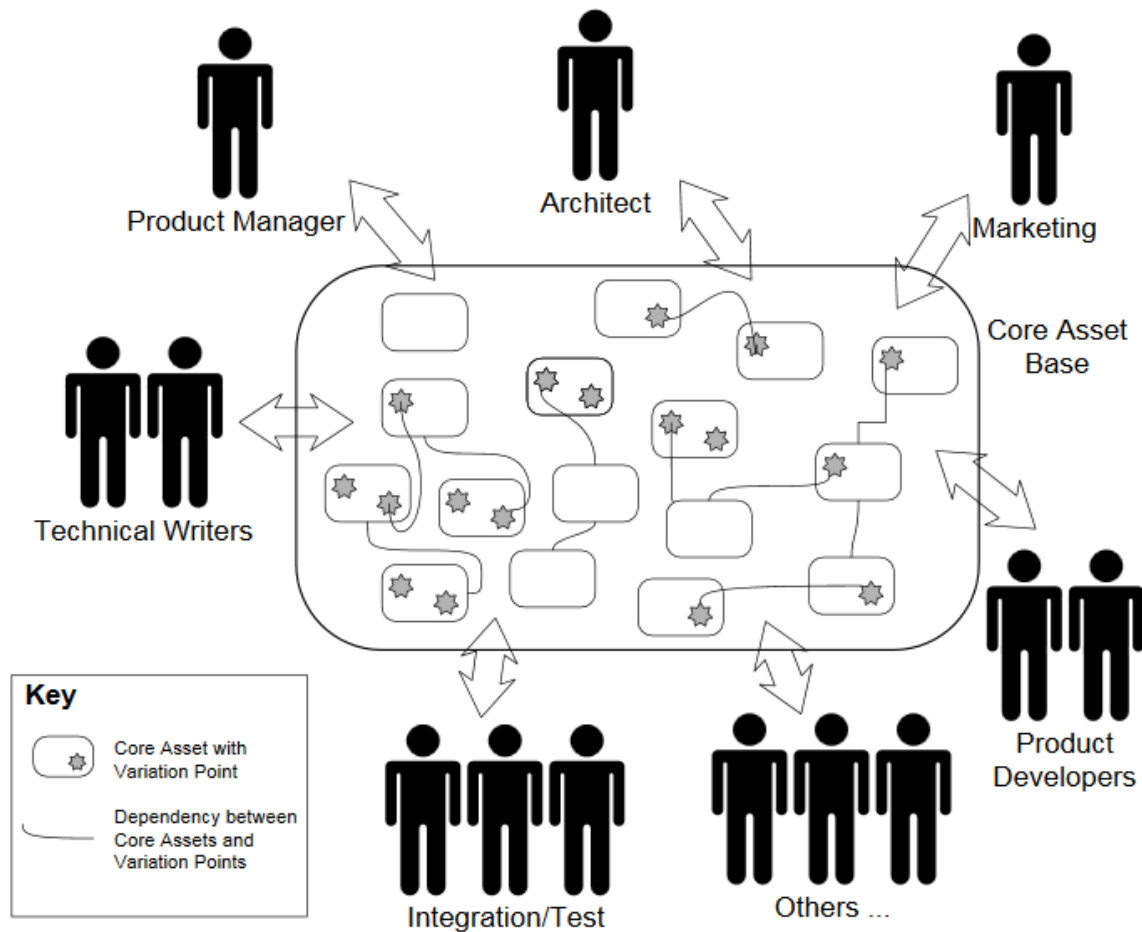 Product Manager
Architect
Marketing
Core Asset
Base
Technical Writers
Product
Developers
Integration/Test
Others ...
Key
Core Asset with
Variation Point
Dependency between
Core Assets and
Variation Points